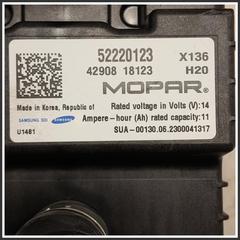 52220123 X136
42908 18123 H20
MOPAR®
Made in Korea, Republic of
Rated voltage in Volts (V):14
SAMSUNG SDI SAMSUNG
Ampere-hour (Ah) rated capacity:11
U1481
SUA-00130.06.2300041317